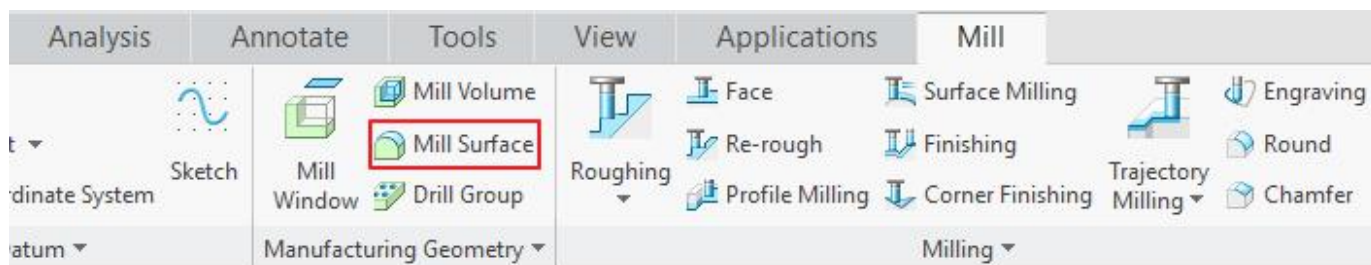 Analysis Annotate Tools View Applications Mill
Mill Volume Face Surface Milling Engraving
t Mill Surface Re-rough Finishing Round
Sketch Mill Window Roughing Trajectory Milling
rdinate System Drill Group Profile Milling Corner Finishing Chamfer
atum Manufacturing Geometry Milling